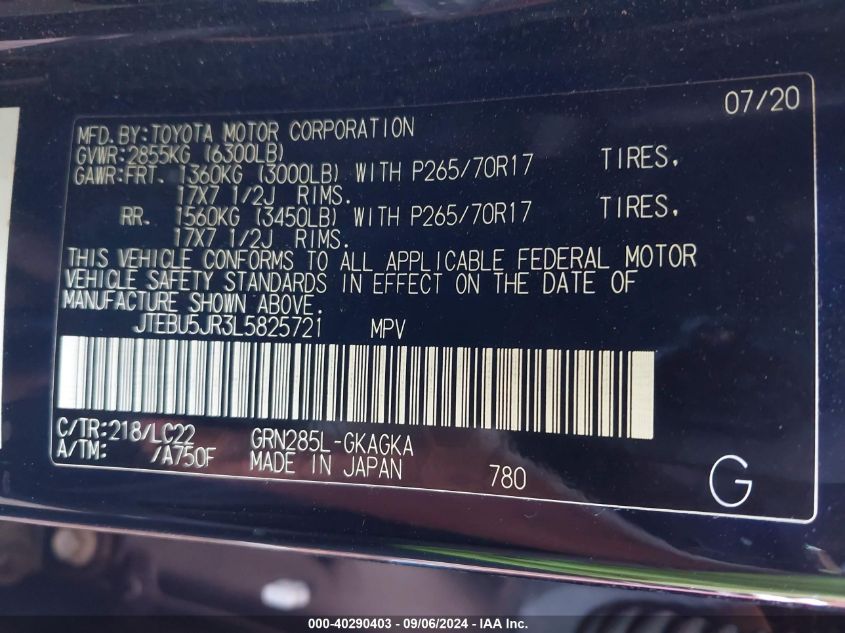 07/20
MFD.BY:TOYOTA MOTOR CORPORATION
GVWR:2855KG (6300LB)
GAWR:FRT. 1360KG (3000LB) WITH P265/70R17 TIRES,
17X7 1/2J RIMS.
RR. 1560KG (3450LB) WITH P265/70R17 TIRES,
17X7 1/2J RIMS.
THIS VEHICLE CONFORMS TO ALL APPLICABLE FEDERAL MOTOR
VEHICLE SAFETY STANDARDS IN EFFECT ON THE DATE OF
MANUFACTURE SHOWN ABOVE.
JTEBU5JR3L5825721 MPV
C/TR:218/LC22 GRN285L-GKAGKA
A/TM: /A750F MADE IN JAPAN 780 G
000-40290403 - 09/06/2024 - IAA Inc.